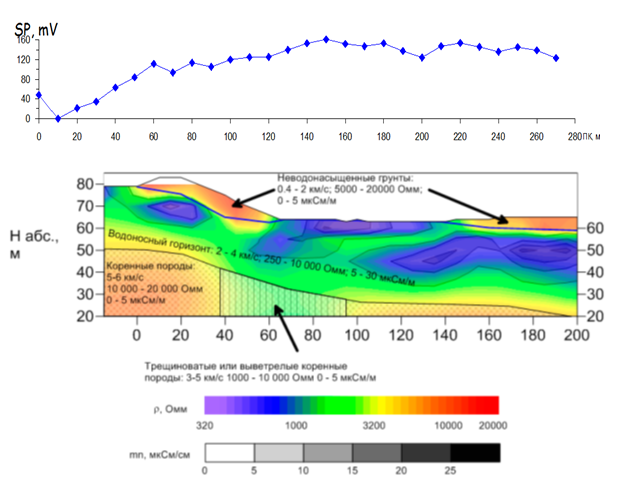 SP, mV
160
120
80
40
0
0 20 40 60 80 100 120 140 160 180 200 220 240 260 280 ПК, м
Неводонасыщенные грунты:
0.4 - 2 км/с; 5000 - 20000 Омм;
0 - 5 мкСм/м
80
70
60 60
50 50
40 40
30 30
20 20
H абс.,
м
Водоносный горизонт: 2 - 4 км/с, 250 - 10 000 Омм; 5 - 30 мкСм/м
Коренные породы:
5-6 км/с
10 000 - 20 000 Омм
0 - 5 мкСм/м
0 20 40 60 80 100 120 140 160 180 200
Трещиноватые или выветрелые коренные
породы: 3-5 км/с 1000 - 10 000 Омм 0 - 5 мкСм/м
ρ, Омм
320 1000 3200 10000 20000
mn, мкСм/см
0 5 10 15 20 25